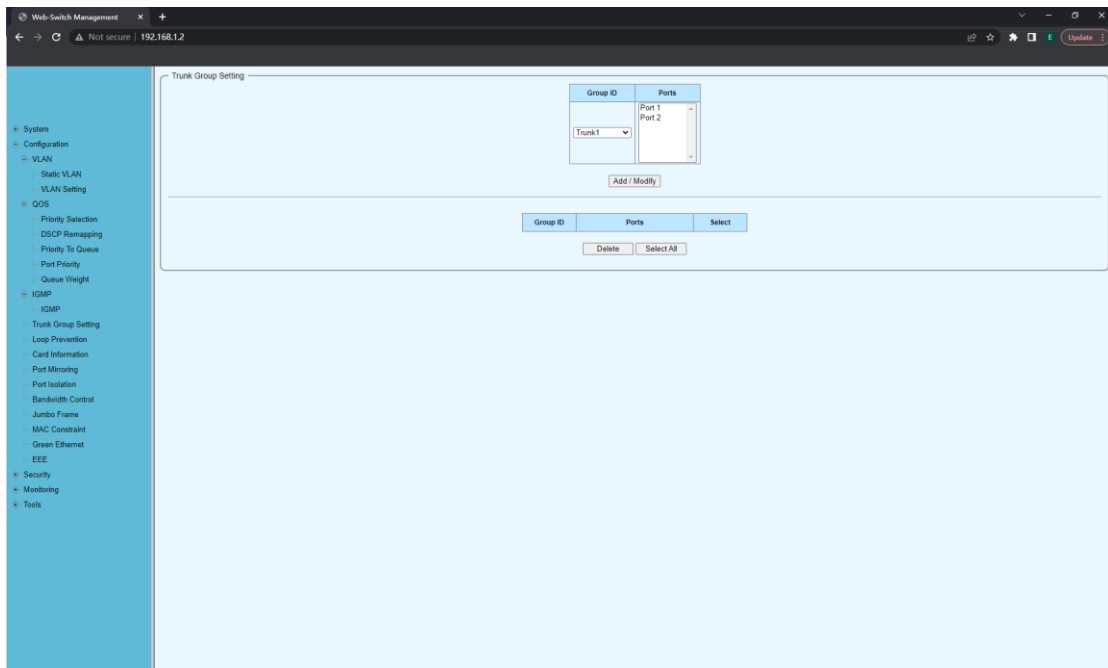 Web-Switch Management
Not secure | 192.168.1.2
E
Update
System
Configuration
VLAN
Static VLAN
VLAN Setting
QOS
Priority Selection
DSCP Remapping
Priority To Queue
Port Priority
Queue Weight
IGMP
IGMP
Trunk Group Setting
Loop Prevention
Card Information
Port Mirroring
Port Isolation
Bandwidth Control
Jumbo Frame
MAC Constraint
Green Ethernet
EEE
Security
Monitoring
Tools
Trunk Group Setting
Group ID Ports
Trunk1
Port 1
Port 2
Add / Modify
Group ID Ports Select
Delete Select All